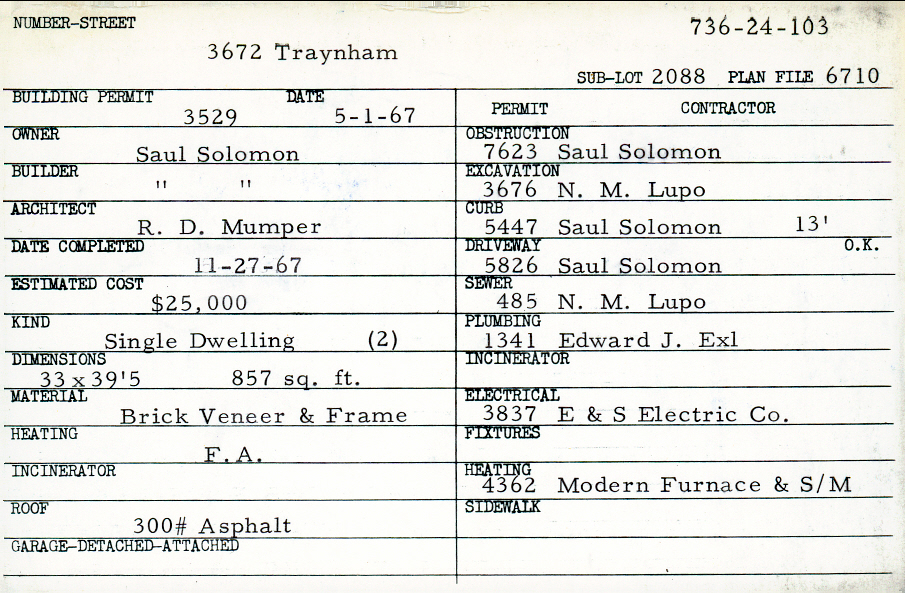 NUMBER-STREET 736-24-103
3672 Traynham
SUB-LOT 2088 PLAN FILE 6710
BUILDING PERMIT DATE
3529 5-1-67
OWNER
Saul Solomon
BUILDER
" "
ARCHITECT
R. D. Mumper
DATE COMPLETED
11-27-67
ESTIMATED COST
$25,000
KIND
Single Dwelling (2)
DIMENSIONS
33 x 39'5 857 sq. ft.
MATERIAL
Brick Veneer & Frame
HEATING
F.A.
INCINERATOR
ROOF
300# Asphalt
GARAGE-DETACHED-ATTACHED
PERMIT CONTRACTOR
OBSTRUCTION
7623 Saul Solomon
EXCAVATION
3676 N. M. Lupo
CURB
5447 Saul Solomon 13'
DRIVEWAY O.K.
5826 Saul Solomon
SEWER
485 N. M. Lupo
PLUMBING
1341 Edward J. Exl
INCINERATOR
ELECTRICAL
3837 E & S Electric Co.
FIXTURES
HEATING
4362 Modern Furnace & S/M
SIDEWALK